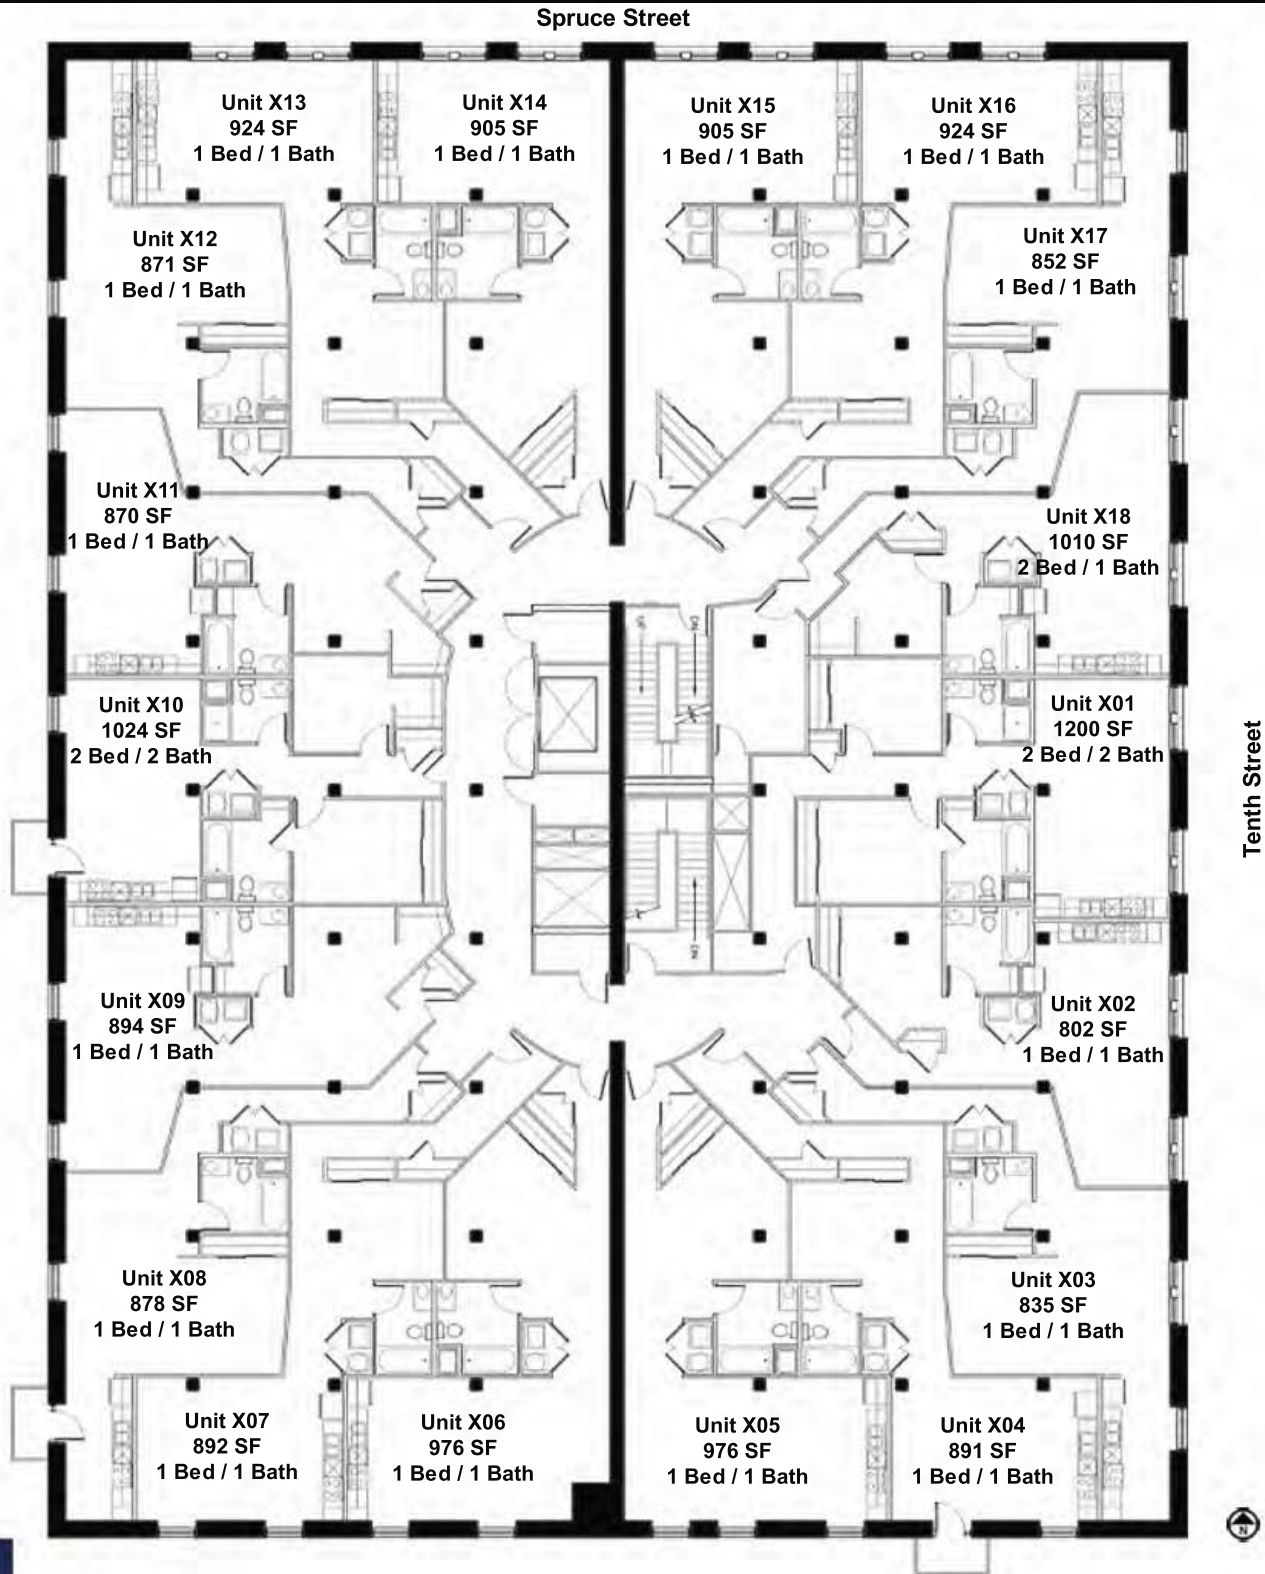 Spruce Street
Unit X13
924 SF
1 Bed / 1 Bath
Unit X14
905 SF
1 Bed / 1 Bath
Unit X15
905 SF
1 Bed / 1 Bath
Unit X16
924 SF
1 Bed / 1 Bath
Unit X12
871 SF
1 Bed / 1 Bath
Unit X17
852 SF
1 Bed / 1 Bath
Unit X11
870 SF
1 Bed / 1 Bath
Unit X18
1010 SF
2 Bed / 1 Bath
UP
DN
Unit X10
1024 SF
2 Bed / 2 Bath
Unit X01
1200 SF
2 Bed / 2 Bath
Tenth Street
DN
Unit X09
894 SF
1 Bed / 1 Bath
Unit X02
802 SF
1 Bed / 1 Bath
Unit X08
878 SF
1 Bed / 1 Bath
Unit X03
835 SF
1 Bed / 1 Bath
Unit X07
892 SF
1 Bed / 1 Bath
Unit X06
976 SF
1 Bed / 1 Bath
Unit X05
976 SF
1 Bed / 1 Bath
Unit X04
891 SF
1 Bed / 1 Bath
N